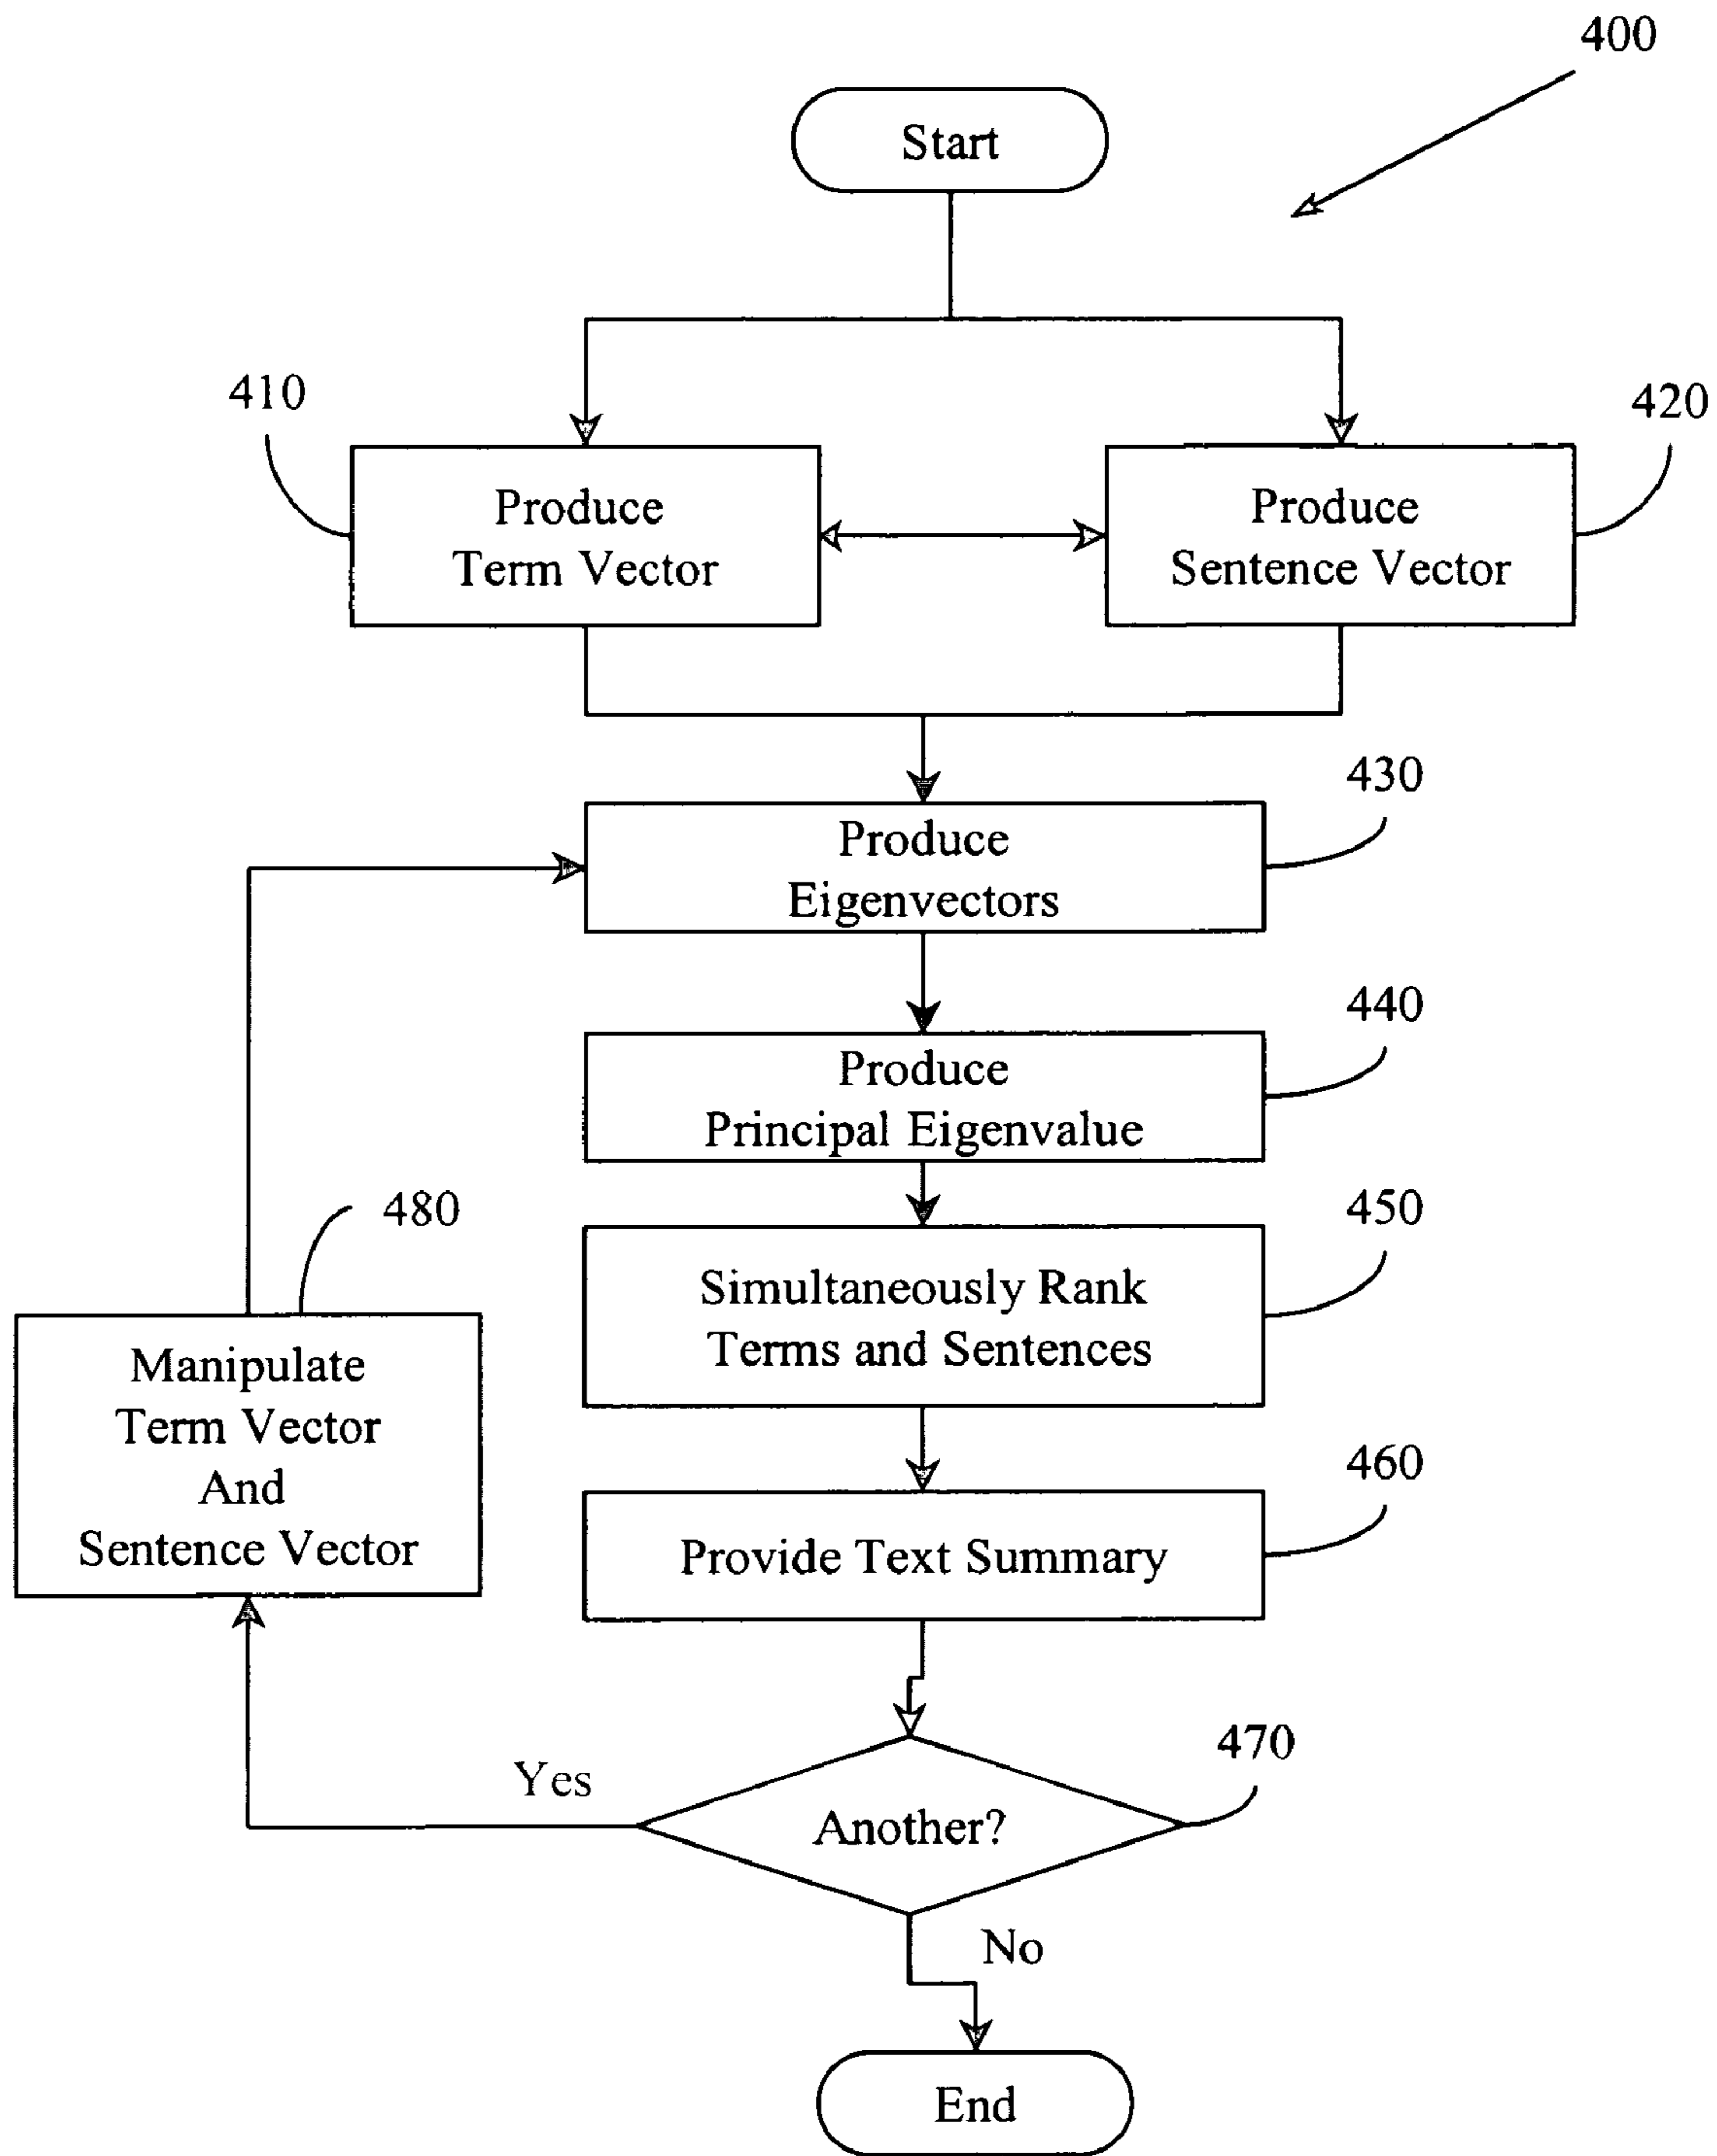 400
Start
410
420
Produce
Term Vector
Produce
Sentence Vector
430
Produce
Eigenvectors
440
Produce
Principal Eigenvalue
450
Simultaneously Rank
Terms and Sentences
480
Manipulate
Term Vector
And
Sentence Vector
460
Provide Text Summary
470
Yes
Another?
No
End